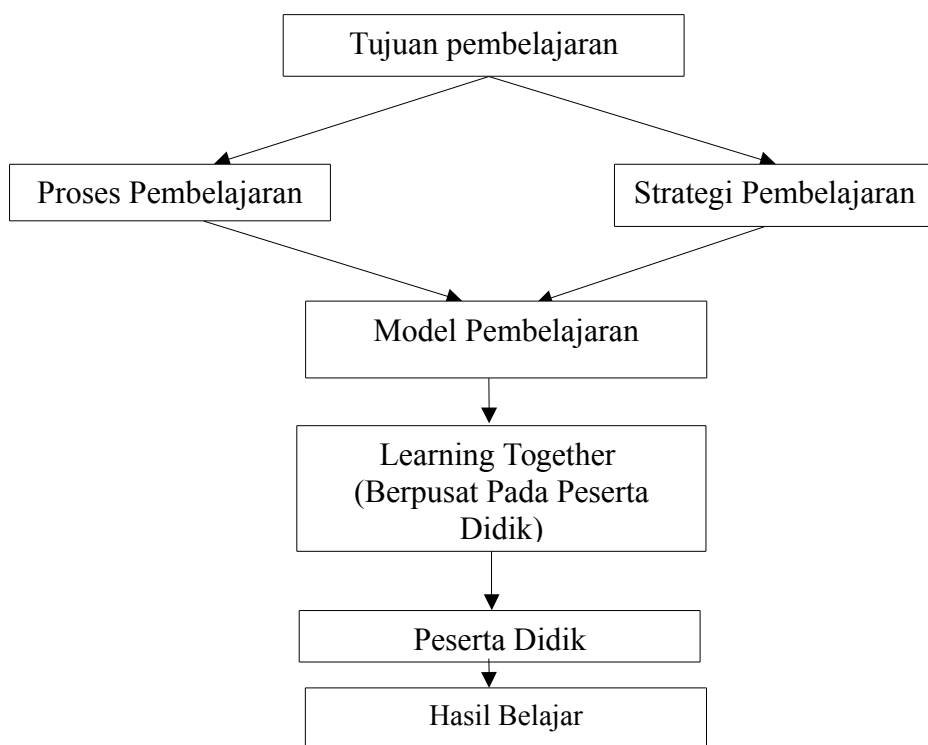 Tujuan pembelajaran
Proses Pembelajaran
Strategi Pembelajaran
Model Pembelajaran
Learning Together
(Berpusat Pada Peserta
Didik)
Peserta Didik
Hasil Belajar